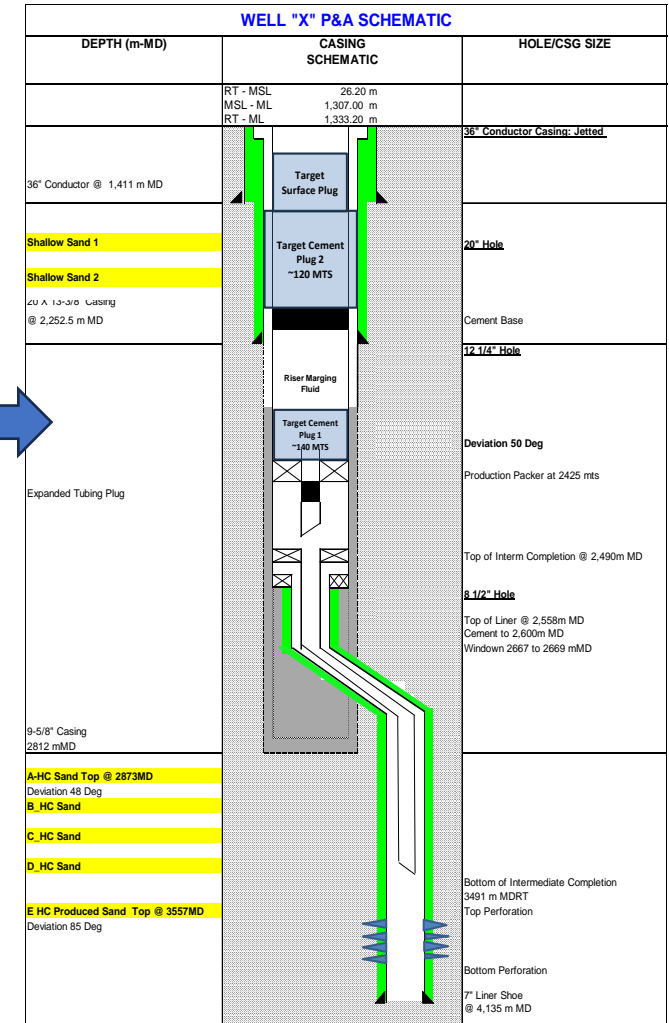 WELL "X" P&A SCHEMATIC
DEPTH (m-MD)
CASING
SCHEMATIC
HOLE/CSG SIZE
RT - MSL 26.20 m
MSL - ML 1,307.00 m
RT - ML 1,333.20 m
36" Conductor Casing: Jetted
Target
Surface Plug
36" Conductor @ 1,411 m MD
Shallow Sand 1
Target Cement
Plug 2
~120 MTS
20" Hole
Shallow Sand 2
20 X 13-3/8" Casing
@ 2,252.5 m MD
Cement Base
12 1/4" Hole
Riser Marging
Fluid
Target Cement
Plug 1
~140 MTS
Deviation 50 Deg
Production Packer at 2425 mts
Expanded Tubing Plug
Top of Interm Completion @ 2,490m MD
8 1/2" Hole
Top of Liner @ 2,558m MD
Cement to 2,600m MD
Windown 2667 to 2669 mMD
9-5/8" Casing
2812 mMD
A-HC Sand Top @ 2873MD
Deviation 48 Deg
B_HC Sand
C_HC Sand
D_HC Sand
Bottom of Intermediate Completion
3491 m MDRT
E HC Produced Sand Top @ 3557MD
Top Perforation
Deviation 85 Deg
Bottom Perforation
7" Liner Shoe
@ 4,135 m MD